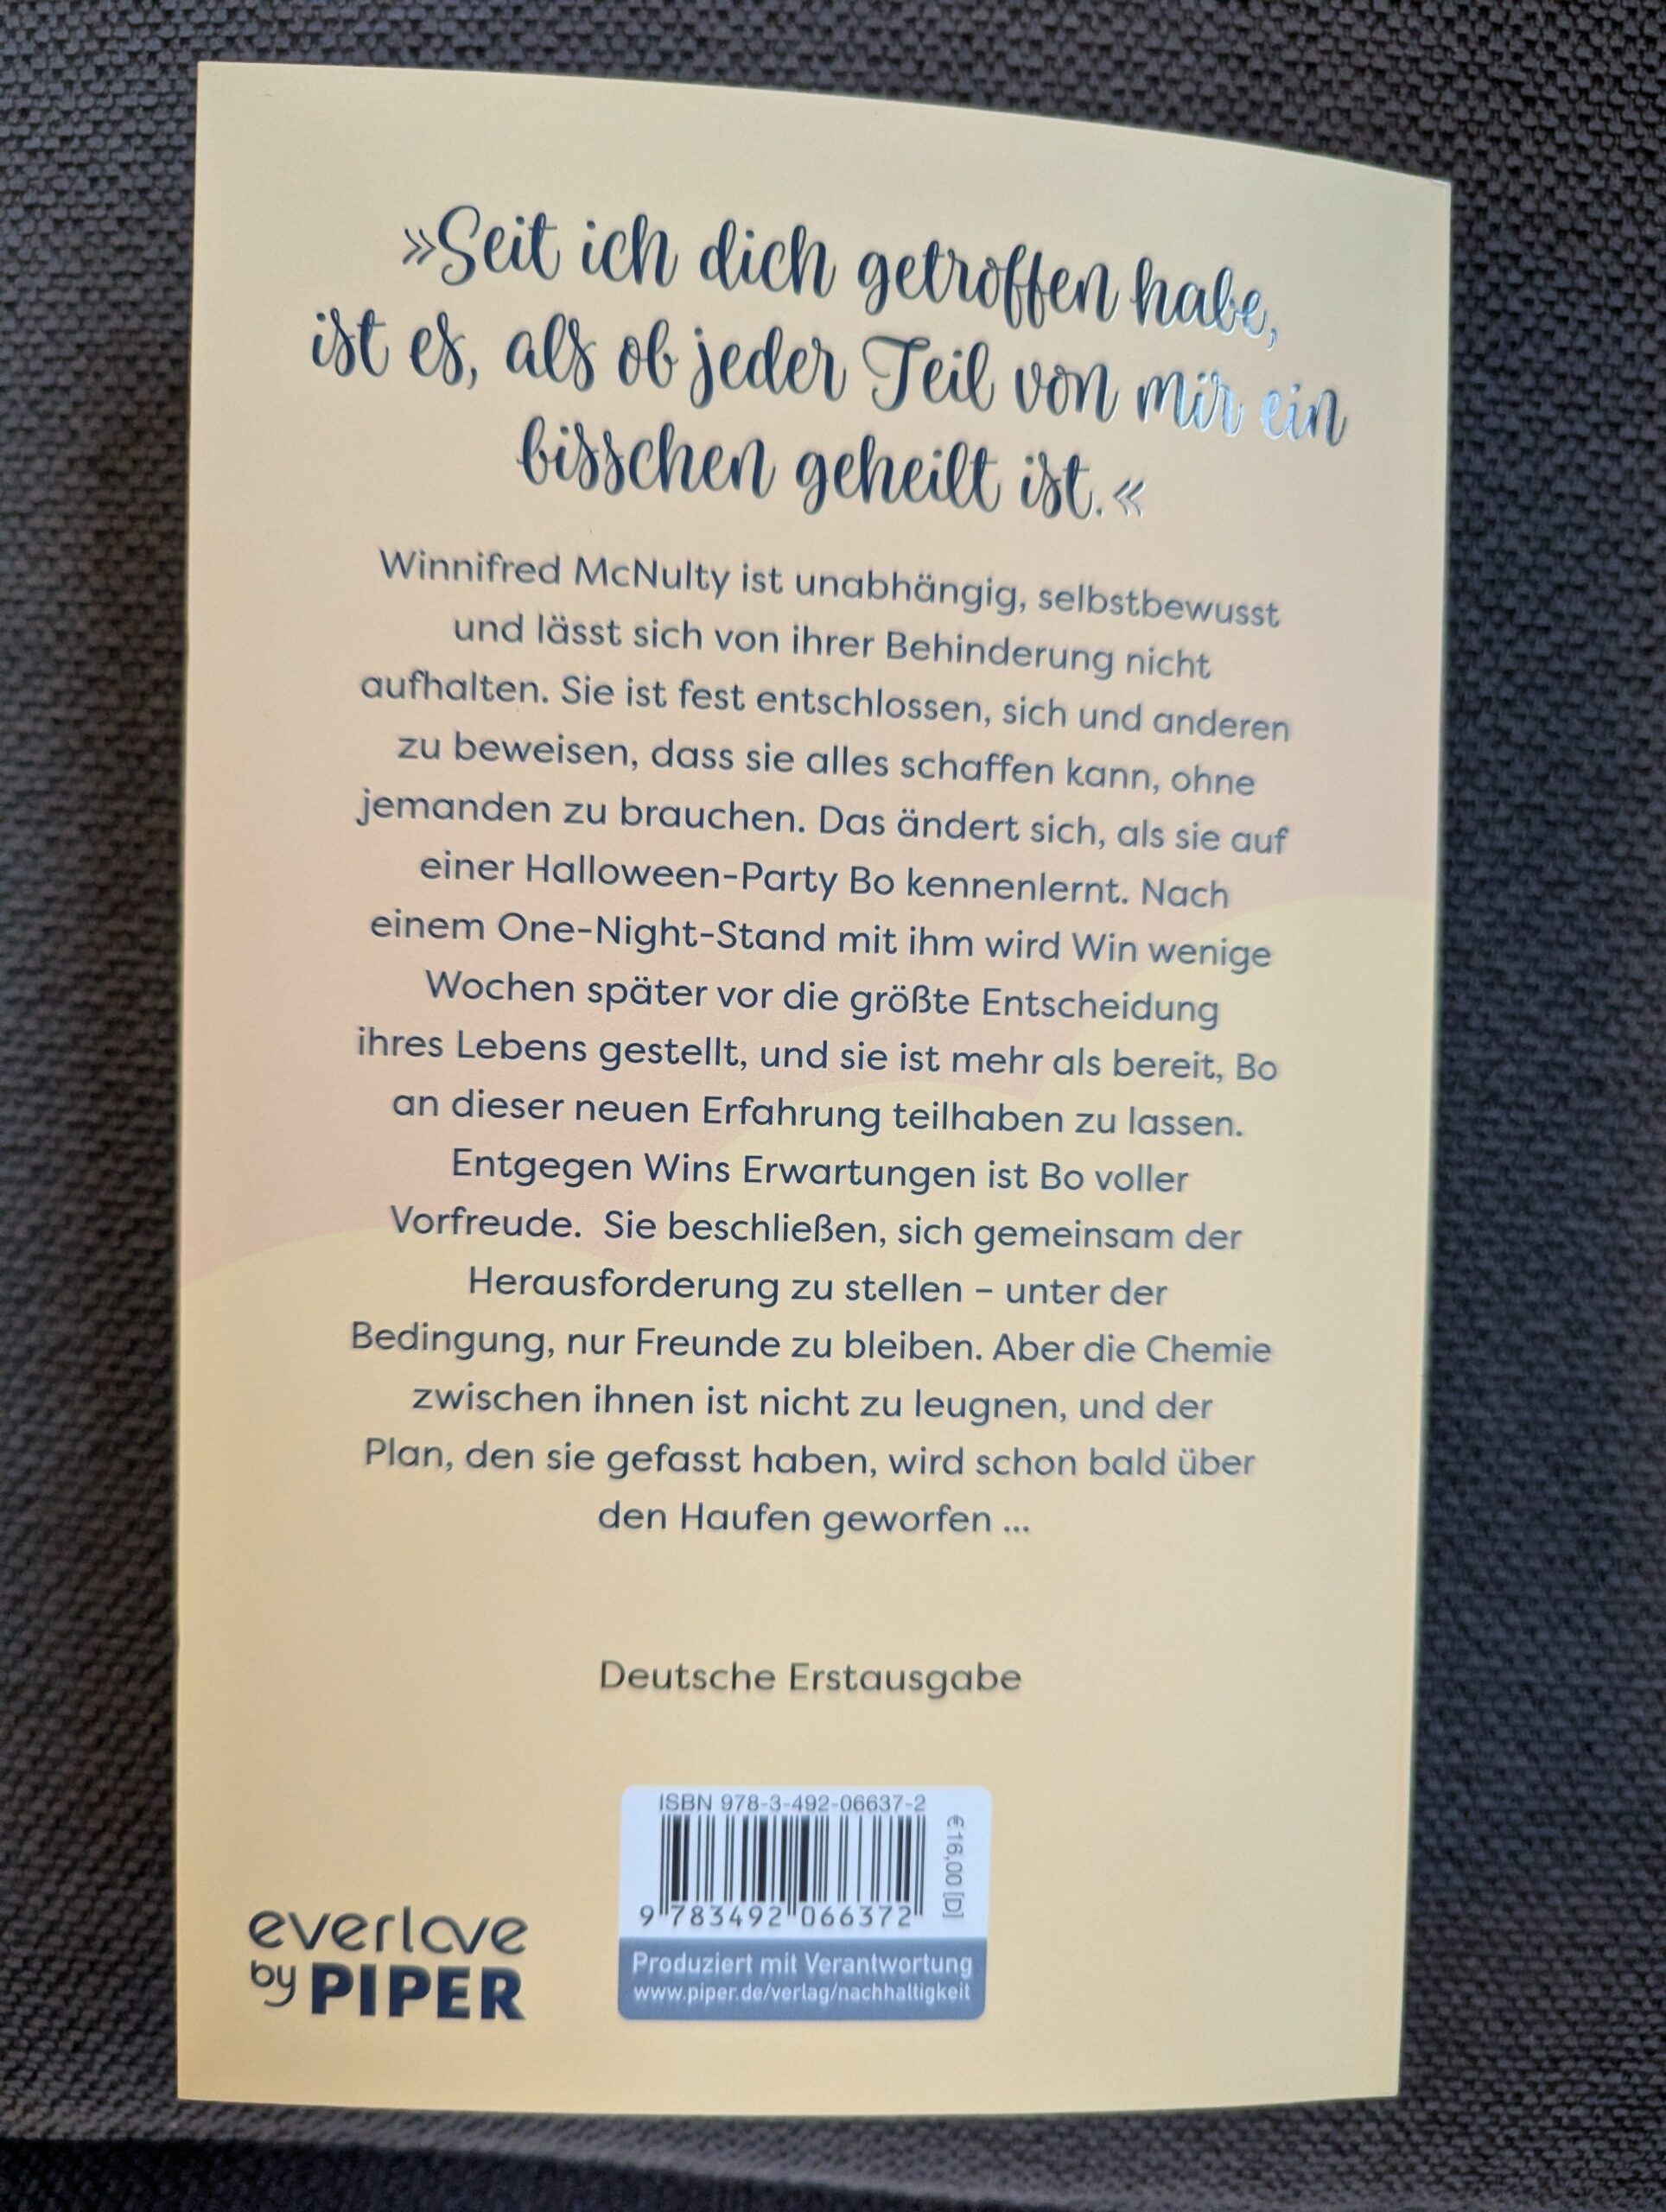 »Seit ich dich getroffen habe,
ist es, als ob jeder Teil von mir ein
bisschen geheilt ist.«
Winnifred McNulty ist unabhängig, selbstbewusst
und lässt sich von ihrer Behinderung nicht
aufhalten. Sie ist fest entschlossen, sich und anderen
zu beweisen, dass sie alles schaffen kann, ohne
jemanden zu brauchen. Das ändert sich, als sie auf
einer Halloween-Party Bo kennenlernt. Nach
einem One-Night-Stand mit ihm wird Win wenige
Wochen später vor die größte Entscheidung
ihres Lebens gestellt, und sie ist mehr als bereit, Bo
an dieser neuen Erfahrung teilhaben zu lassen.
Entgegen Wins Erwartungen ist Bo voller
Vorfreude. Sie beschließen, sich gemeinsam der
Herausforderung zu stellen – unter der
Bedingung, nur Freunde zu bleiben. Aber die Chemie
zwischen ihnen ist nicht zu leugnen, und der
Plan, den sie gefasst haben, wird schon bald über
den Haufen geworfen ...
Deutsche Erstausgabe
everlove
by PIPER
ISBN 978-3-492-06637-2
9 783492 066372
€ 16,00 [D]
Produziert mit Verantwortung
www.piper.de/verlag/nachhaltigkeit